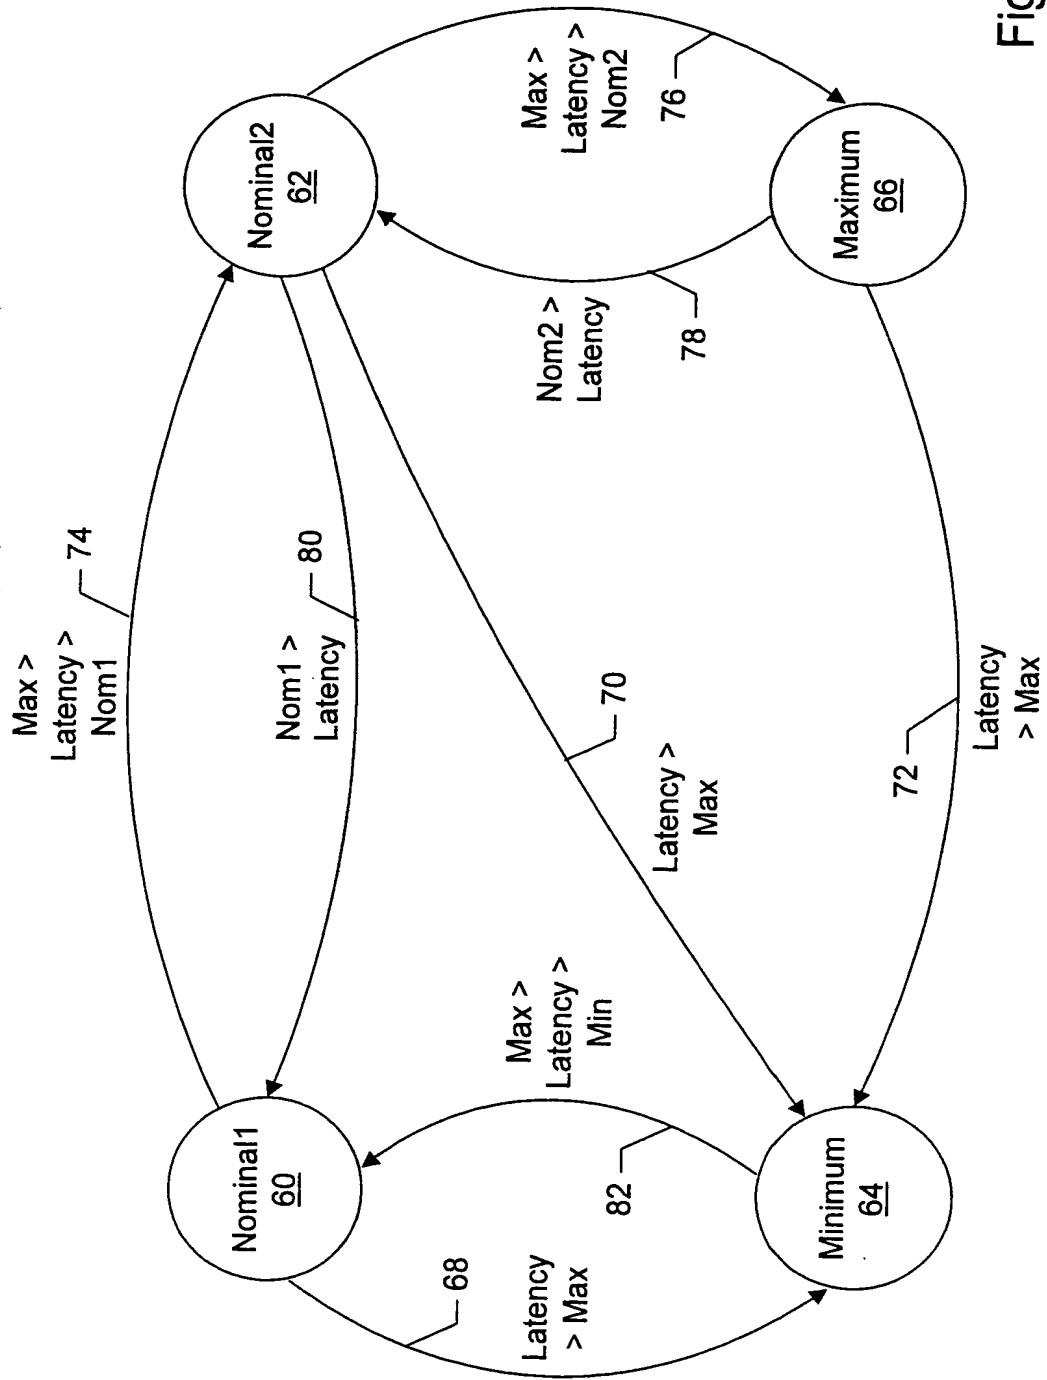 Max >
Latency >
Nom1
74
Nominal1
60
Nom1 >
Latency
80
Nominal2
62
68
Latency
> Max
Max >
Latency >
Min
82
70
Latency >
Max
Nom2 >
Latency
78
Max >
Latency >
Nom2
76
Minimum
64
Maximum
66
72
Latency
> Max
Fig